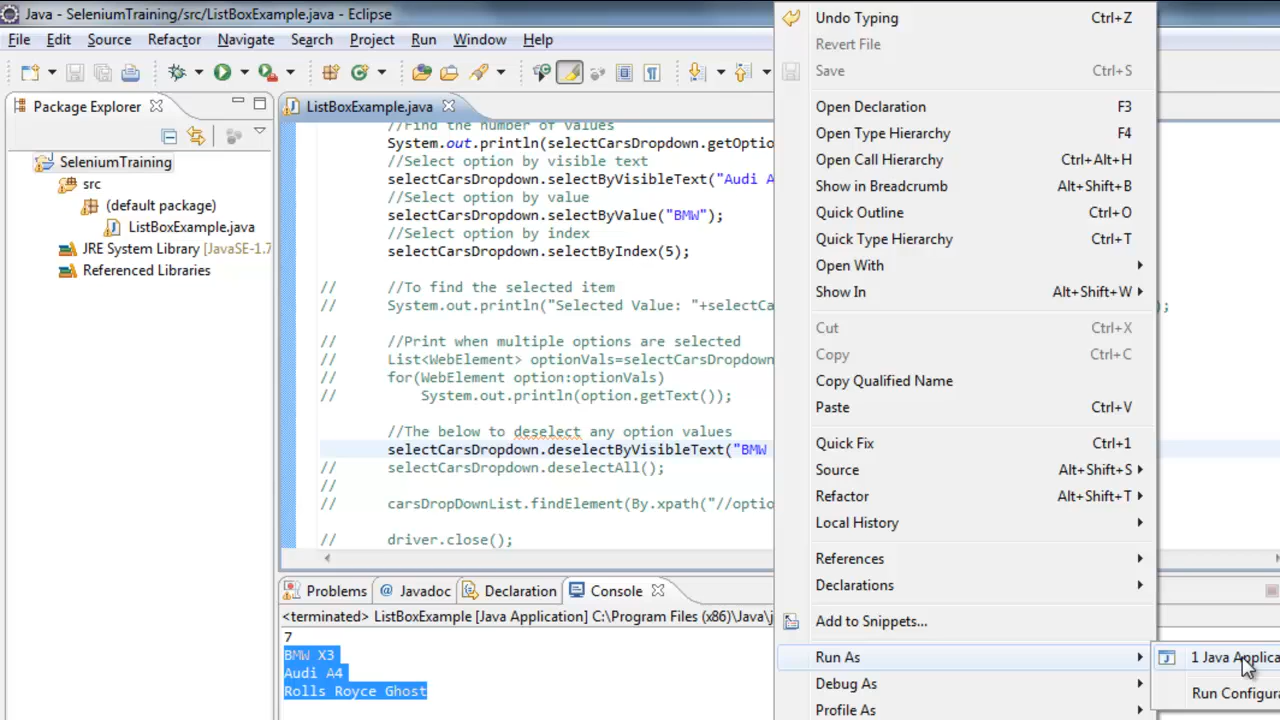 Java - SeleniumTraining/src/ListBoxExample.java - Eclipse
File Edit Source Refactor Navigate Search Project Run Window Help
Package Explorer
SeleniumTraining
src
(default package)
ListBoxExample.java
JRE System Library [JavaSE-1.7
Referenced Libraries
ListBoxExample.java
//Find the number of values
System.out.println(selectCarsDropdown.getOptio
//Select option by visible text
selectCarsDropdown.selectByVisibleText("Audi A
//Select option by value
selectCarsDropdown.selectByValue("BMW");
//Select option by index
selectCarsDropdown.selectByIndex(5);
// //To find the selected item
// System.out.println("Selected Value: "+selectCa );
// //Print when multiple options are selected
// List<WebElement> optionVals=selectCarsDropdown
// for(WebElement option:optionVals)
// System.out.println(option.getText());
//The below to deselect any option values
selectCarsDropdown.deselectByVisibleText("BMW
// selectCarsDropdown.deselectAll();
//
// carsDropDownList.findElement(By.xpath("//optio
// driver.close();
Problems @ Javadoc Declaration Console
<terminated> ListBoxExample [Java Application] C:\Program Files (x86)\Java\j
7
BMW X3
Audi A4
Rolls Royce Ghost
Undo Typing Ctrl+Z
Revert File
Save Ctrl+S
Open Declaration F3
Open Type Hierarchy F4
Open Call Hierarchy Ctrl+Alt+H
Show in Breadcrumb Alt+Shift+B
Quick Outline Ctrl+O
Quick Type Hierarchy Ctrl+T
Open With
Show In Alt+Shift+W
Cut Ctrl+X
Copy Ctrl+C
Copy Qualified Name
Paste Ctrl+V
Quick Fix Ctrl+1
Source Alt+Shift+S
Refactor Alt+Shift+T
Local History
References
Declarations
Add to Snippets...
Run As
Debug As
Profile As
1 Java Applica
Run Configura